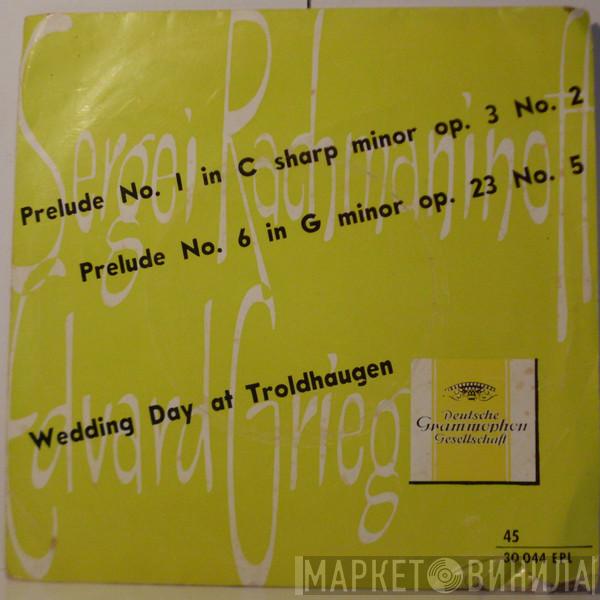 Sergei Rachmaninoff
Prelude No. 1 in C sharp minor op. 3 No. 2
Prelude No. 6 in G minor op. 23 No. 5
Edvard Grieg
Wedding Day at Troldhaugen
Deutsche
Grammophon
Gesellschaft
45
30 044 EPL
МАРКЕТ ВИНИЛА